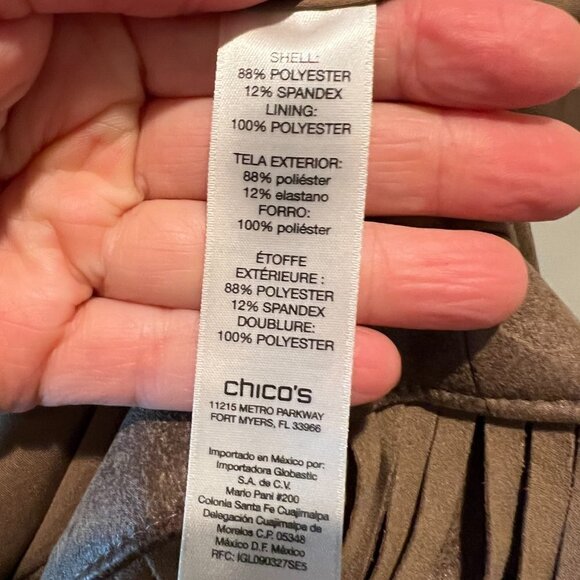 SHELL:
88% POLYESTER
12% SPANDEX
LINING:
100% POLYESTER
TELA EXTERIOR:
88% poliéster
12% elastano
FORRO:
100% poliéster
ÉTOFFE
EXTÉRIEURE :
88% POLYESTER
12% SPANDEX
DOUBLURE:
100% POLYESTER
chico's
11215 METRO PARKWAY
FORT MYERS, FL 33966
Importado en México por:
Importadora Globastic
S.A. de C.V.
Mario Pani #200
Colonia Santa Fe Cuajimalpa
Delegación Cuajimalpa de
Morelos C.P. 05348
México D.F. México
RFC: IGL090327SE5